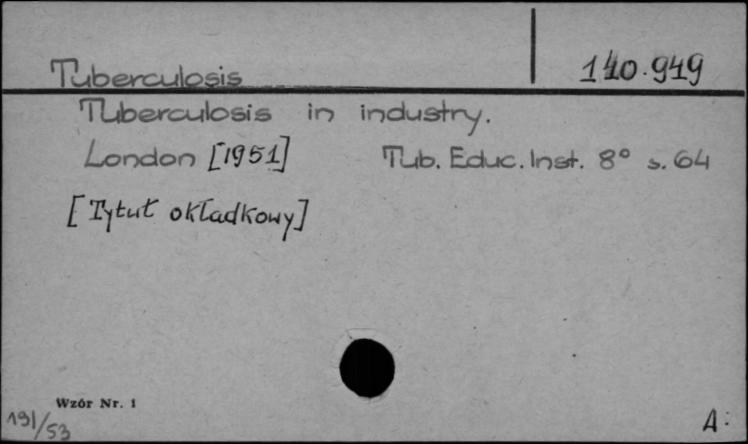 Tuberculosis 140.949
Tuberculosis in industry.
London [1951] Tub. Educ. Inst. 8° s. 64
[Tytuł okładkowy]
Wzór Nr. 1
191/53
A: